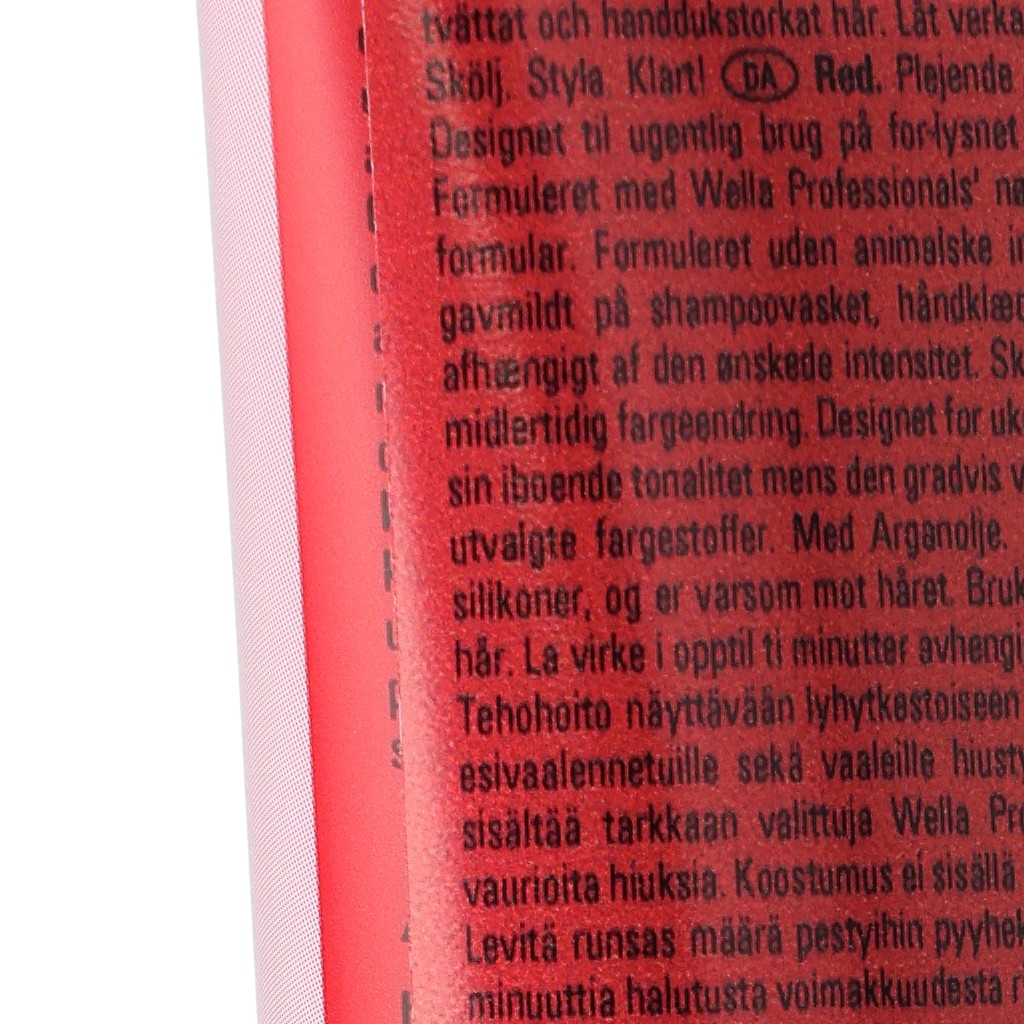 tvättat och handdukstorkat hår. Låt
Skölj. Style. Klart! DA Red. Plejende
Designet til ugentlig brug på for-lysnet
Formuleret med Wella Professionals'
formular. Formuleret uden animalske
gavmildt på shampoovasket,
afhængigt af den ønskede intensitet.
midlertidig fargeendring. Designet for
sin iboende tonalitet mens den gradvis
utvalgte fargestoffer. Med Arganolje.
silikoner, og er varsom mot håret. Bruk
hår. La virke i opptil ti minutter
Tehohoito näyttävään lyhytkestoiseen
esivaalennetuille sekä vaaleille
sisältää tarkkaan valittuja Wella
vaurioita hiuksia. Koostumus ei sisällä
Levitä runsas määrä pestyihin
minuuttia halutusta voimakkuudesta